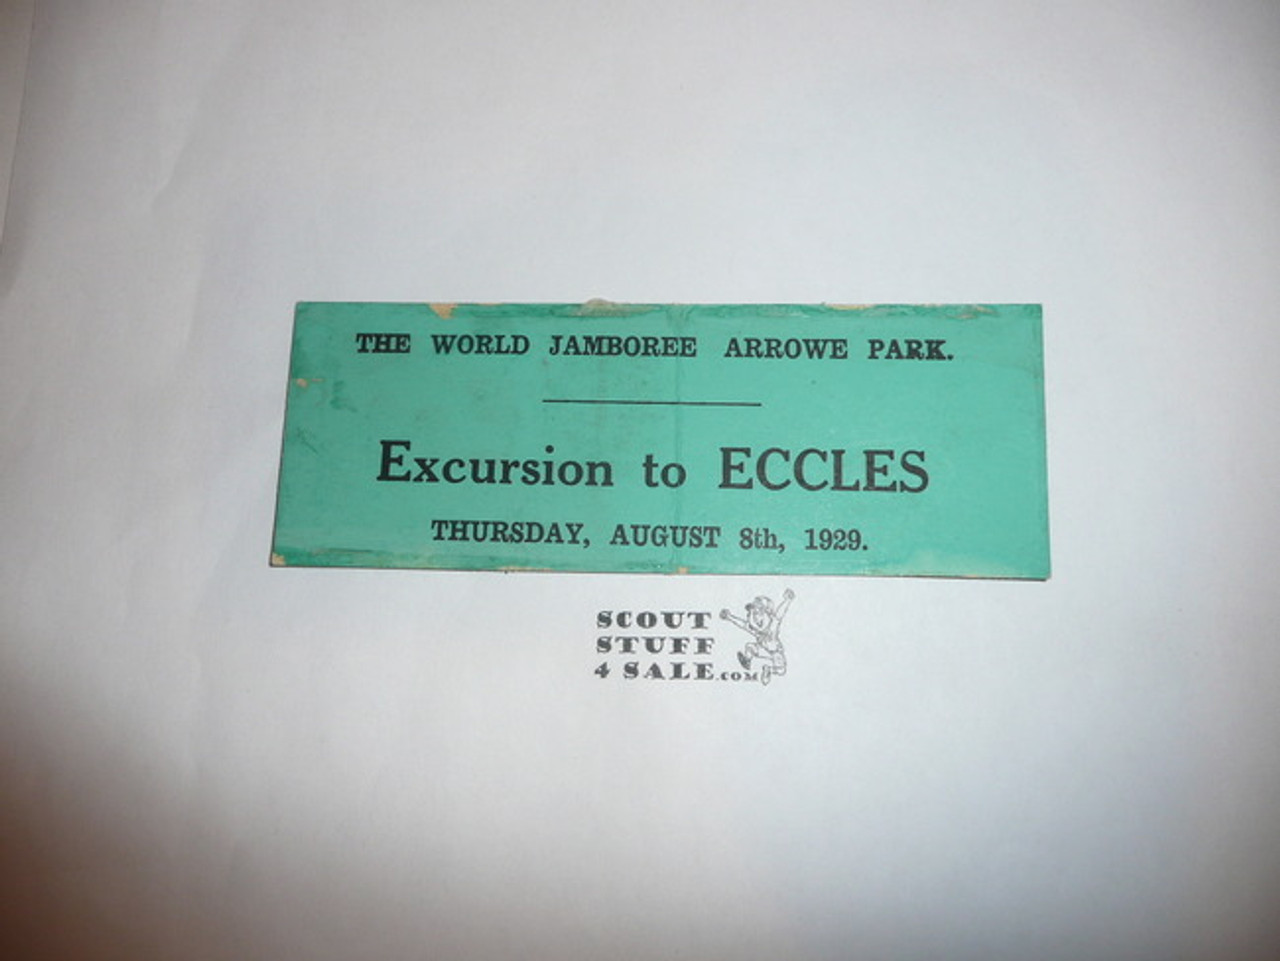 THE WORLD JAMBOREE ARROWE PARK.
Excursion to ECCLES
THURSDAY, AUGUST 8th, 1929.
SCOUT
STUFF
4 SALE.COM